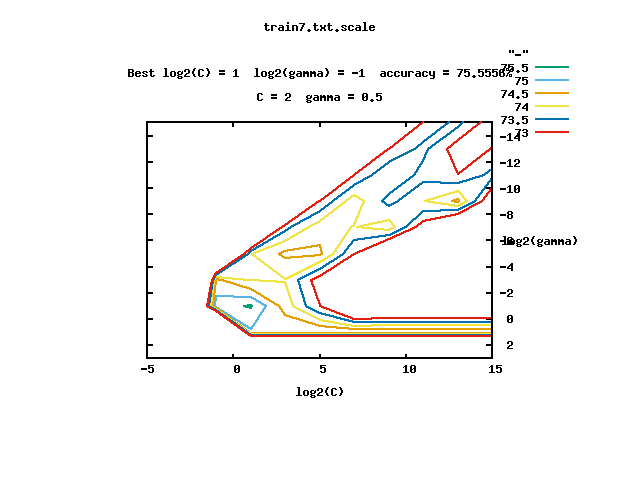 train7.txt.scale
"-"
Best log2(C) = 1  log2(gamma) = -1  accuracy = 75.5556%
75.5
75
74.5
74
73.5
73
C = 2  gamma = 0.5
-14
-12
-10
-8
-6
log2(gamma)
-4
-2
0
2
-5 0 5 10 15
log2(C)